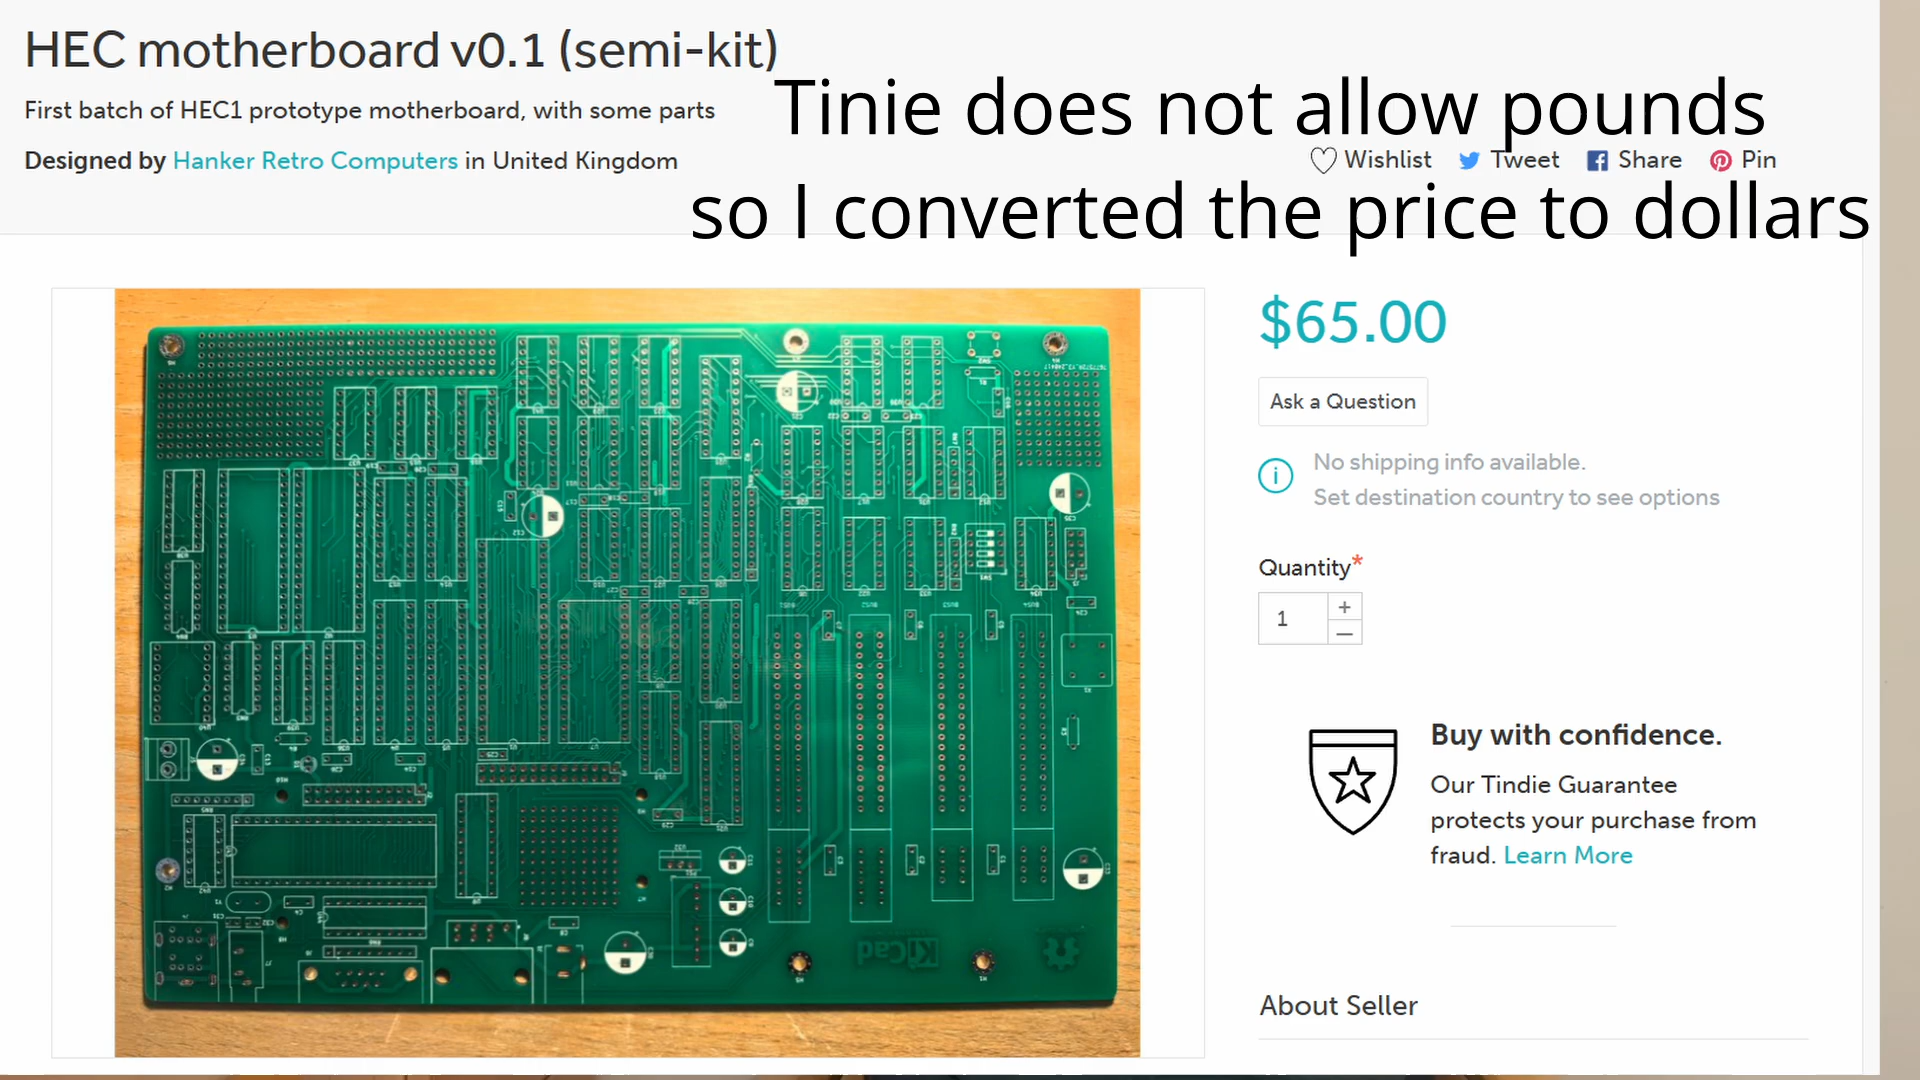 HEC motherboard v0.1 (semi-kit)
First batch of HEC1 prototype motherboard, with some parts
Designed by Hanker Retro Computers in United Kingdom
Tinie does not allow pounds
Wishlist Tweet Share Pin
so I converted the price to dollars
$65.00
Ask a Question
No shipping info available.
Set destination country to see options
Quantity*
1
Buy with confidence.
Our Tindie Guarantee
protects your purchase from
fraud. Learn More
About Seller
KiCad